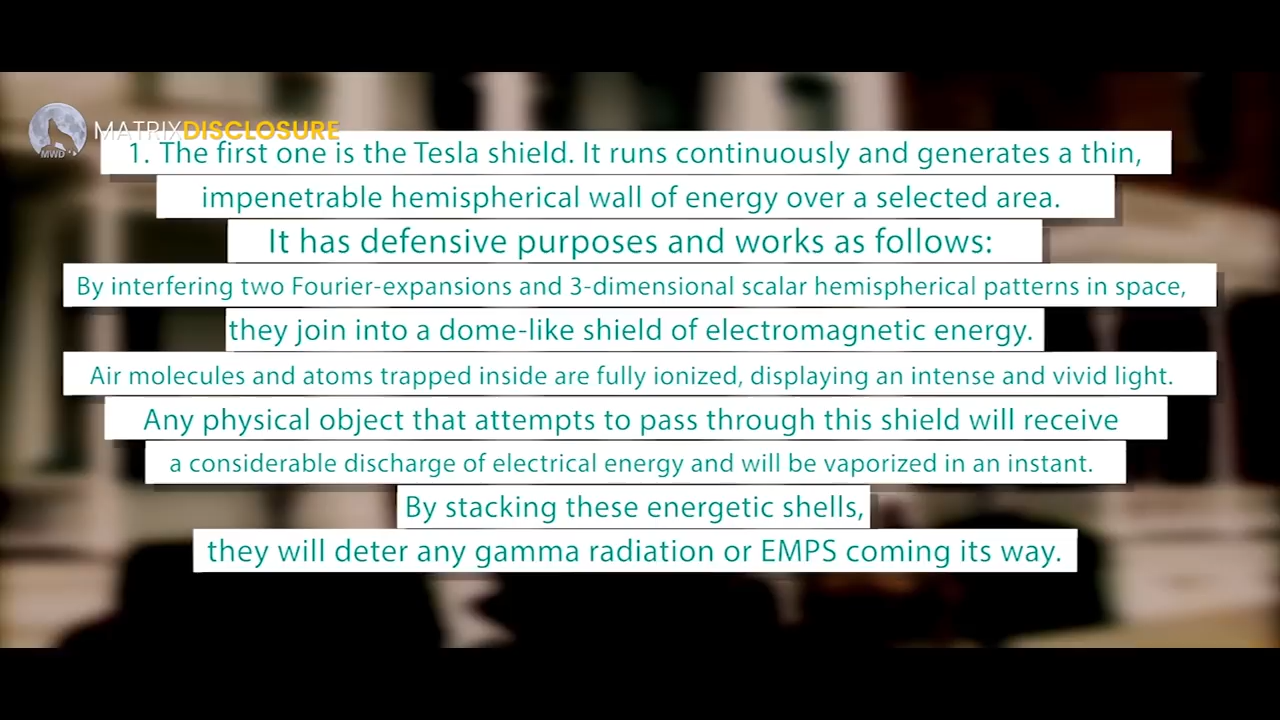 MATRIXDISCLOSURE
MWD
1. The first one is the Tesla shield. It runs continuously and generates a thin,
impenetrable hemispherical wall of energy over a selected area.
It has defensive purposes and works as follows:
By interfering two Fourier-expansions and 3-dimensional scalar hemispherical patterns in space,
they join into a dome-like shield of electromagnetic energy.
Air molecules and atoms trapped inside are fully ionized, displaying an intense and vivid light.
Any physical object that attempts to pass through this shield will receive
a considerable discharge of electrical energy and will be vaporized in an instant.
By stacking these energetic shells,
they will deter any gamma radiation or EMPS coming its way.